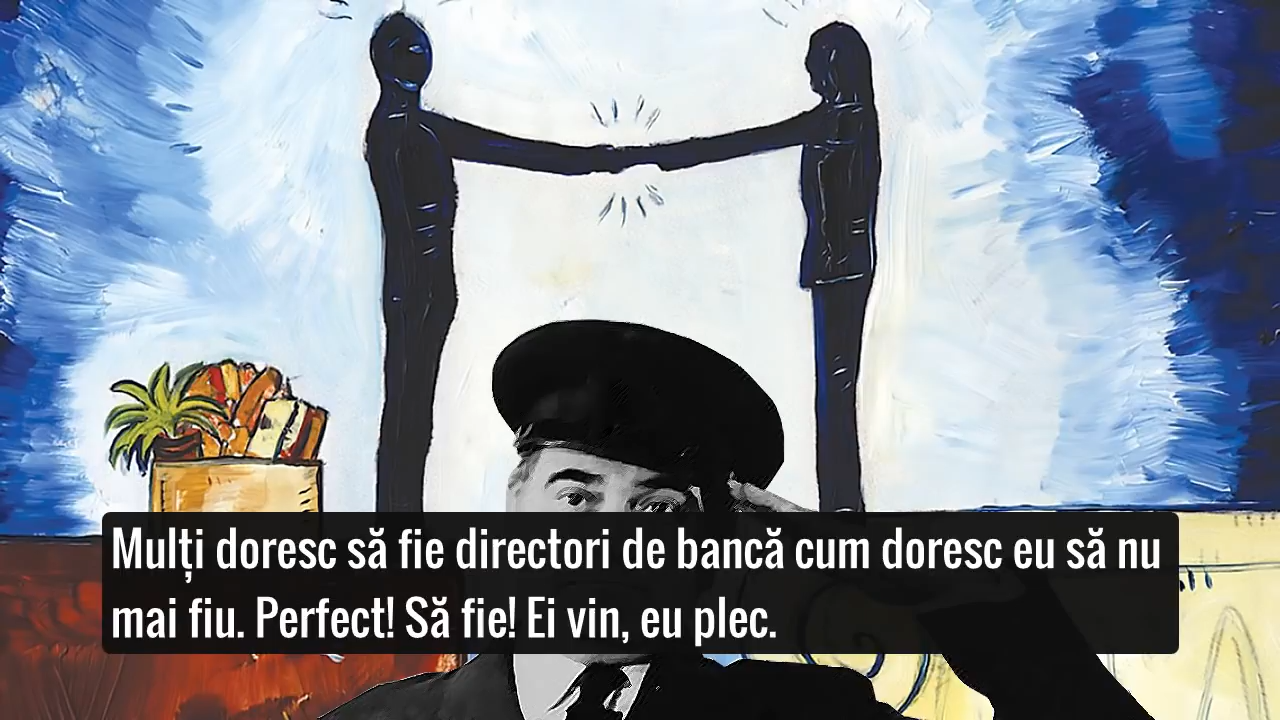 Mulți doresc să fie directori de bancă cum doresc eu să nu
mai fiu. Perfect! Să fie! Ei vin, eu plec.